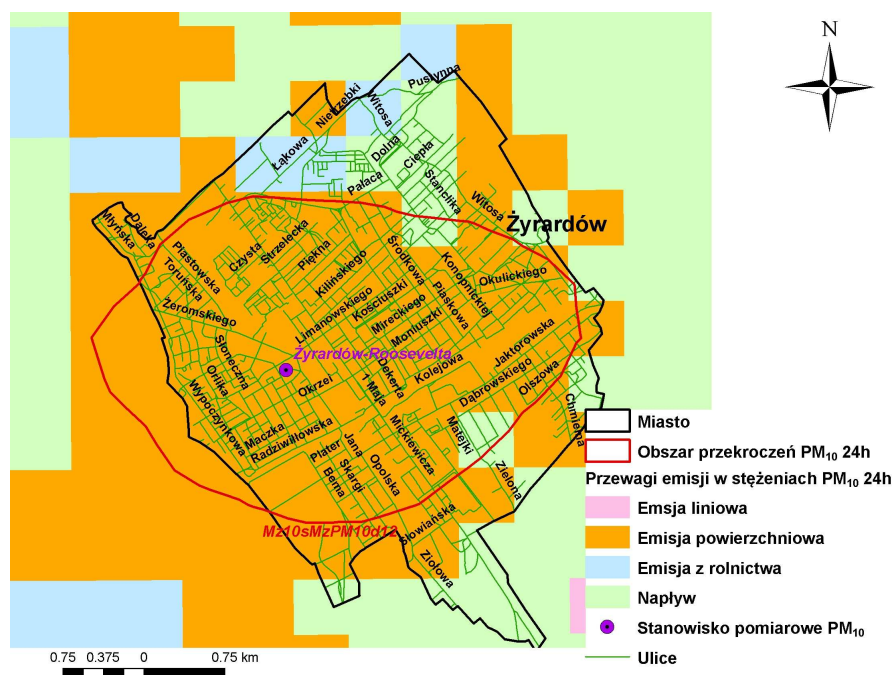 N
Pustynna
Nietrzebki
Witosa
Łąkowa
Dolna
Ciepła
Pałaca
Stanclika
Witosa
Żyrardów
Młyńska
Daleka
Piastowska
Toruńska
Czysta
Strzelecka
Piękna
Kilińskiego
Środkowa
Konopnickiej
Okulickiego
Żeromskiego
Limanowskiego
Kościuszki
Mireckiego
Moniuszki
Piaskowa
Słoneczna
Orlika
Wypoczynkowa
Żyrardów-Roosevelta
Okrzei
Dekerta
1 Maja
Kolejowa
Jaktorowska
Dąbrowskiego
Olszowa
Chmielna
Maczka
Radziwiłłowska
Plater
Jana
Skargi
Bema
Opolska
Mickiewicza
Matejki
Zielona
Słowiańska
Ziołowa
Mz10sMzPM10d12
Miasto
Obszar przekroczeń PM₁₀ 24h
Przewagi emisji w stężeniach PM₁₀ 24h
Emsja liniowa
Emisja powierzchniowa
Emisja z rolnictwa
Napływ
Stanowisko pomiarowe PM₁₀
Ulice
0.75 0.375 0 0.75 km